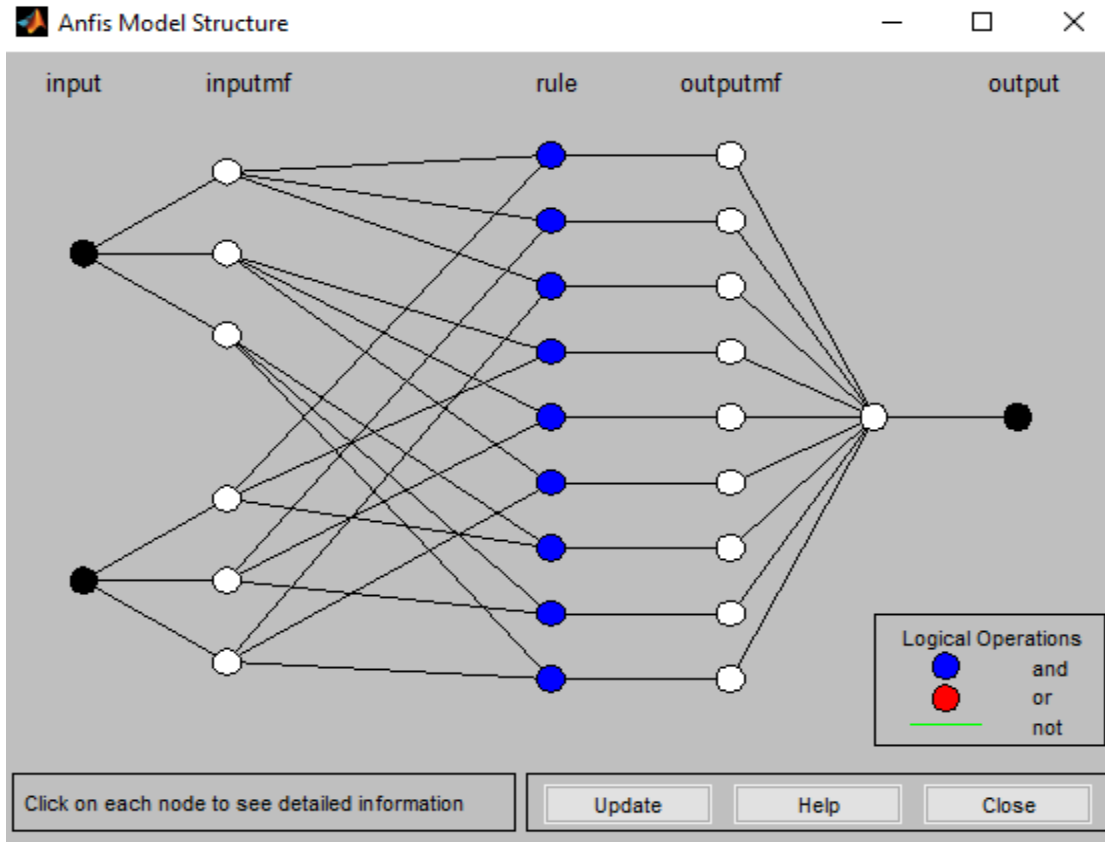 Anfis Model Structure
input inputmf rule outputmf output
Logical Operations
and
or
not
Click on each node to see detailed information
Update Help Close